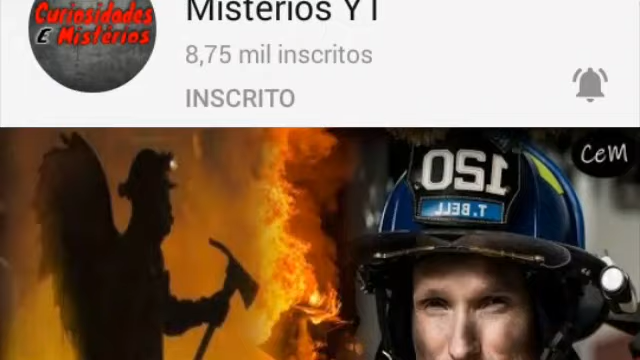 Curiosidades
E Mistérios
Mistérios YT
8,75 mil inscritos
INSCRITO
CeM
120
T. BELL